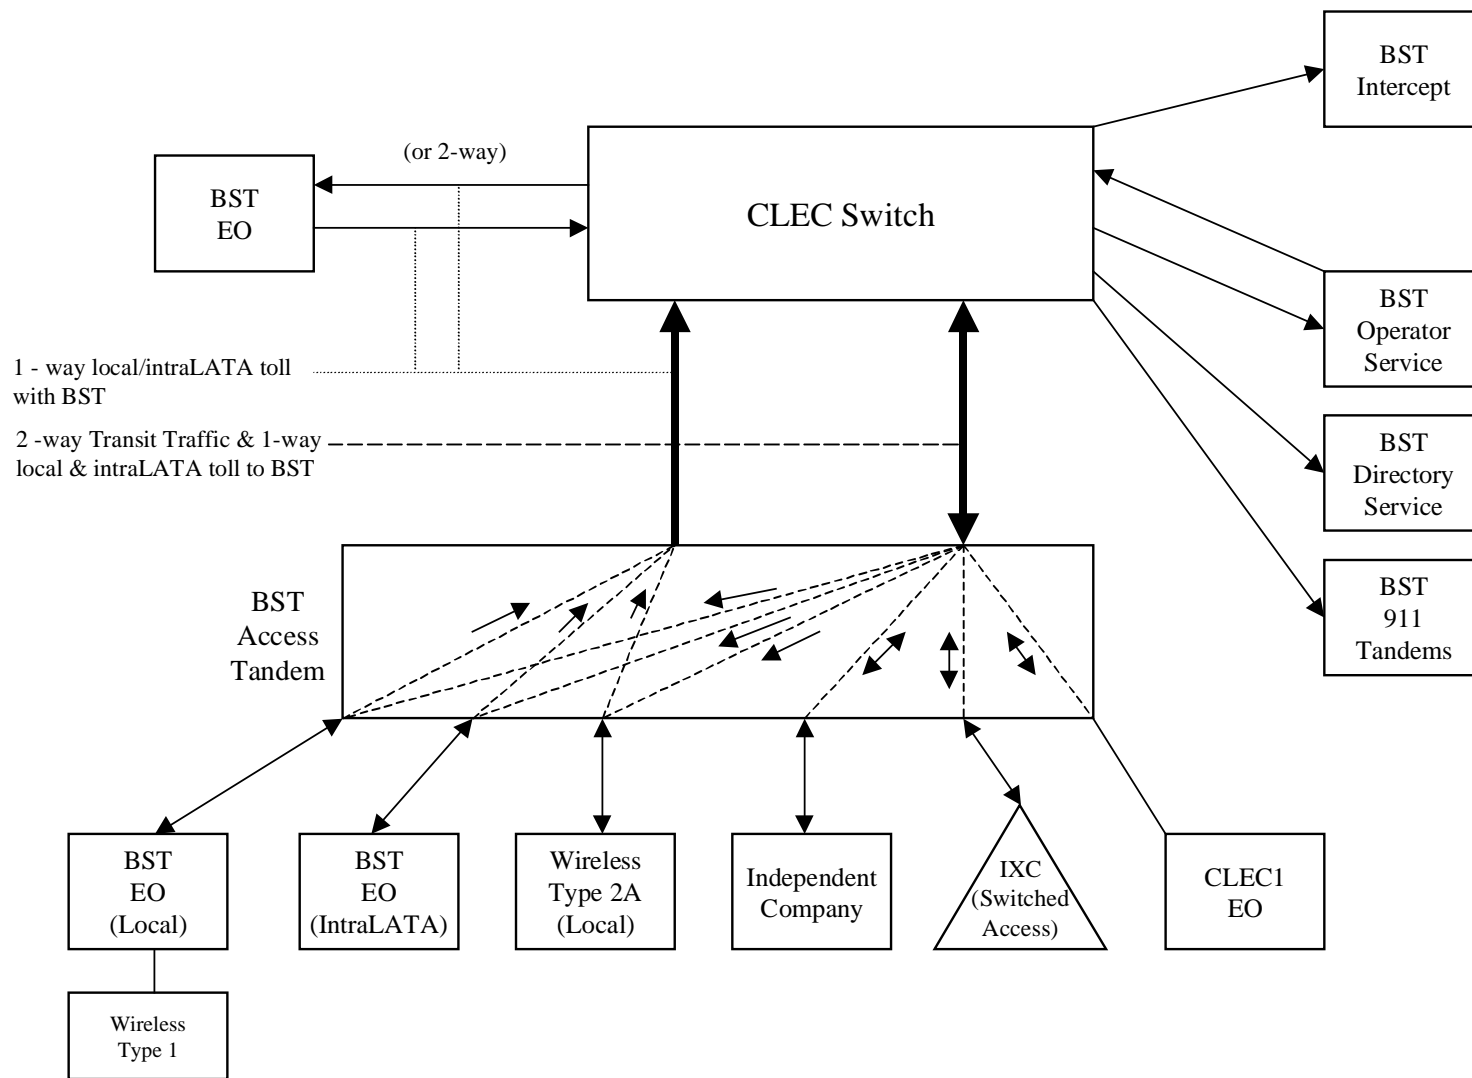 BST
Intercept
(or 2-way)
BST
EO
CLEC Switch
BST
Operator
Service
1 - way local/intraLATA toll
with BST
2 -way Transit Traffic & 1-way
local & intraLATA toll to BST
BST
Directory
Service
BST
Access
Tandem
BST
911
Tandems
BST
EO
(Local)
BST
EO
(IntraLATA)
Wireless
Type 2A
(Local)
Independent
Company
IXC
(Switched
Access)
CLEC1
EO
Wireless
Type 1